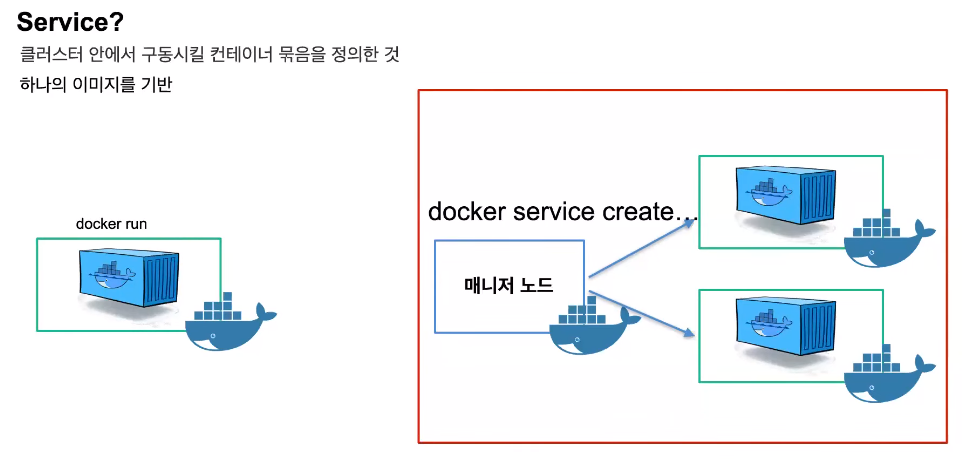 Service?
클러스터 안에서 구동시킬 컨테이너 묶음을 정의한 것
하나의 이미지를 기반
docker run
docker service create…
매니저 노드